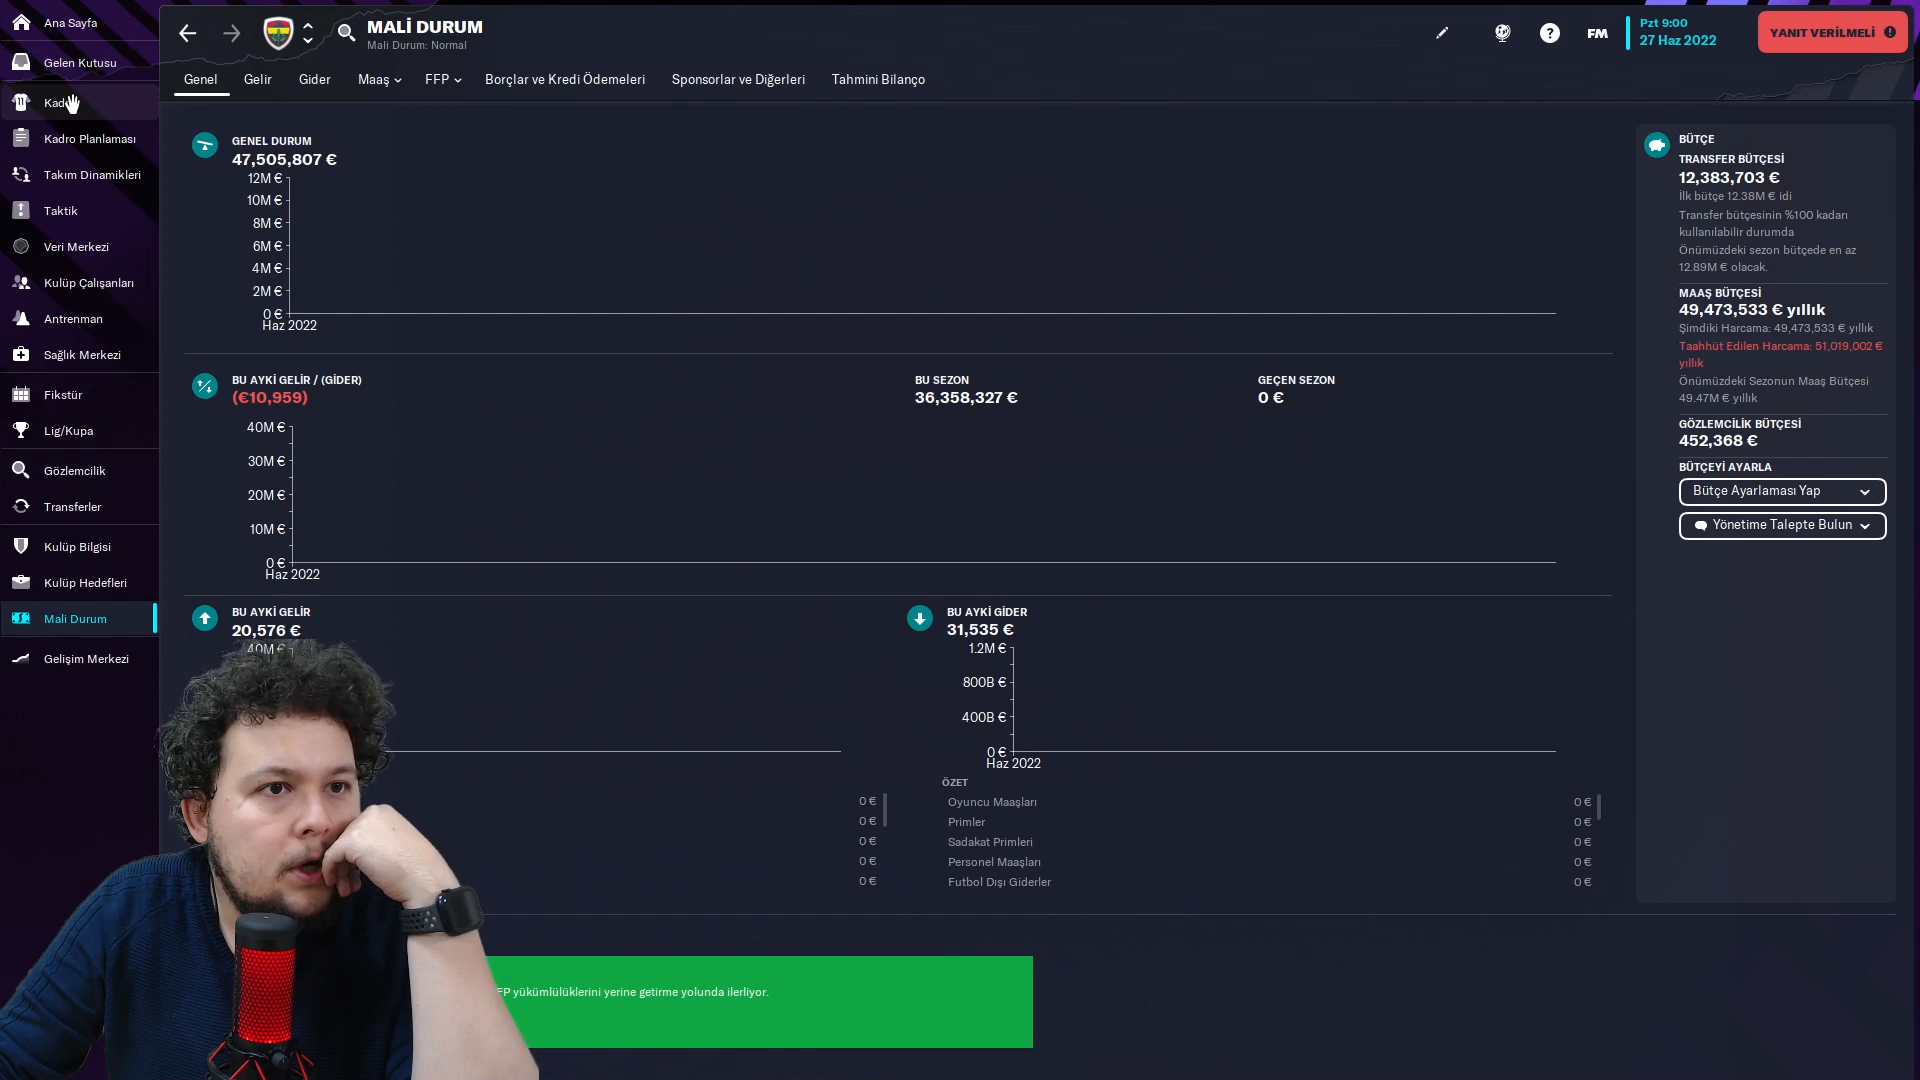 Ana Sayfa
Gelen Kutusu
Kadro Planlaması
Takım Dinamikleri
Taktik
Veri Merkezi
Kulüp Çalışanları
Antrenman
Sağlık Merkezi
Fikstür
Lig/Kupa
Gözlemcilik
Transferler
Kulüp Bilgisi
Kulüp Hedefleri
Mali Durum
Gelişim Merkezi
MALİ DURUM
Mali Durum: Normal
?
FM
Pzt 9:00
27 Haz 2022
YANIT VERİLMELİ
Genel
Gelir
Gider
Maaş
FFP
Borçlar ve Kredi Ödemeleri
Sponsorlar ve Diğerleri
Tahmini Bilanço
GENEL DURUM
47,505,807 €
12M €
10M €
8M €
6M €
4M €
2M €
0 €
Haz 2022
BU AYKİ GELİR / (GİDER)
(€10,959)
BU SEZON
36,358,327 €
GEÇEN SEZON
0 €
40M €
30M €
20M €
10M €
0 €
Haz 2022
BU AYKİ GELİR
20,576 €
40M €
0 €
0 €
0 €
0 €
0 €
BU AYKİ GİDER
31,535 €
1.2M €
800B €
400B €
0 €
Haz 2022
ÖZET
Oyuncu Maaşları 0 €
Primler 0 €
Sadakat Primleri 0 €
Personel Maaşları 0 €
Futbol Dışı Giderler 0 €
yükümlülüklerini yerine getirme yolunda ilerliyor.
BÜTÇE
TRANSFER BÜTÇESİ
12,383,703 €
İlk bütçe 12.38M € idi
Transfer bütçesinin %100 kadarı
kullanılabilir durumda
Önümüzdeki sezon bütçede en az
12.89M € olacak.
MAAŞ BÜTÇESİ
49,473,533 € yıllık
Şimdiki Harcama: 49,473,533 € yıllık
Taahhüt Edilen Harcama: 51,019,002 €
yıllık
Önümüzdeki Sezonun Maaş Bütçesi
49.47M € yıllık
GÖZLEMCİLİK BÜTÇESİ
452,368 €
BÜTÇEYİ AYARLA
Bütçe Ayarlaması Yap
Yönetime Talepte Bulun